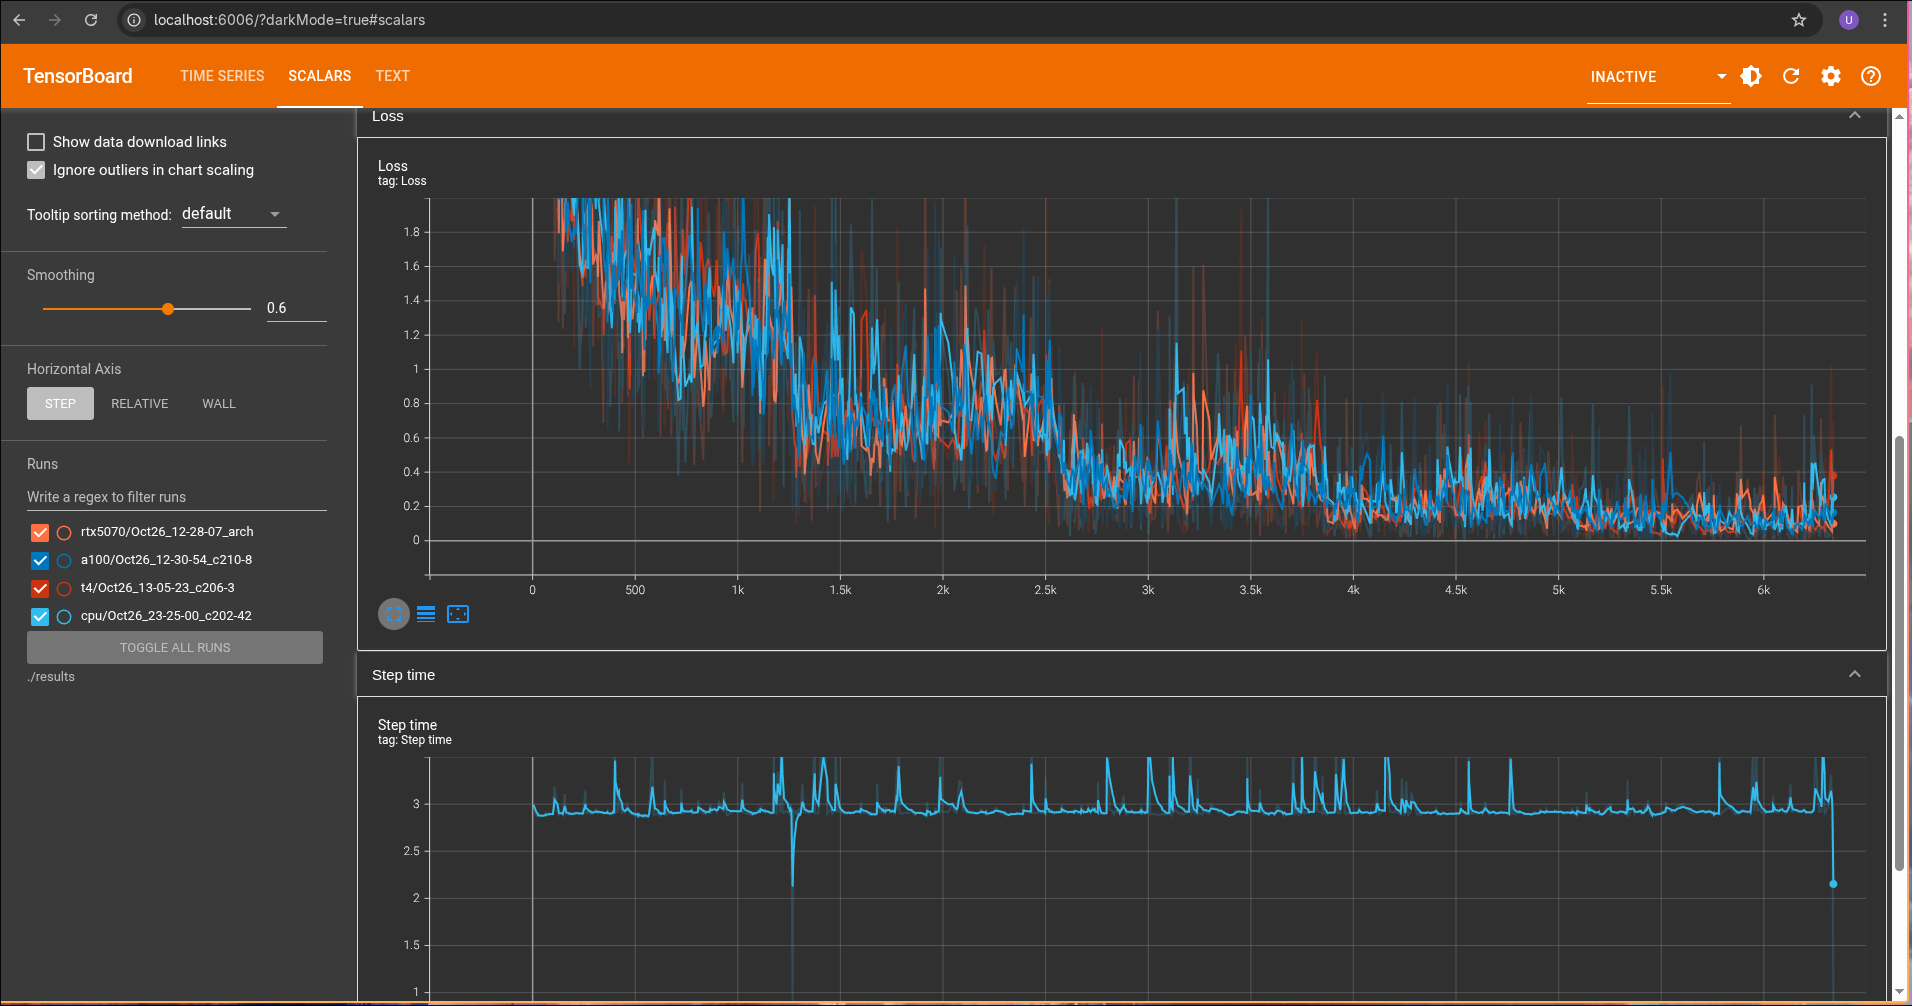 localhost:6006/?darkMode=true#scalars
U
TensorBoard
TIME SERIES
SCALARS
TEXT
INACTIVE
Show data download links
Ignore outliers in chart scaling
Tooltip sorting method: default
Smoothing
0.6
Horizontal Axis
STEP
RELATIVE
WALL
Runs
Write a regex to filter runs
rtx5070/Oct26_12-28-07_arch
a100/Oct26_12-30-54_c210-8
t4/Oct26_13-05-23_c206-3
cpu/Oct26_23-25-00_c202-42
TOGGLE ALL RUNS
./results
Loss
Loss
tag: Loss
1.8
1.6
1.4
1.2
1
0.8
0.6
0.4
0.2
0
0 500 1k 1.5k 2k 2.5k 3k 3.5k 4k 4.5k 5k 5.5k 6k
Step time
Step time
tag: Step time
3
2.5
2
1.5
1